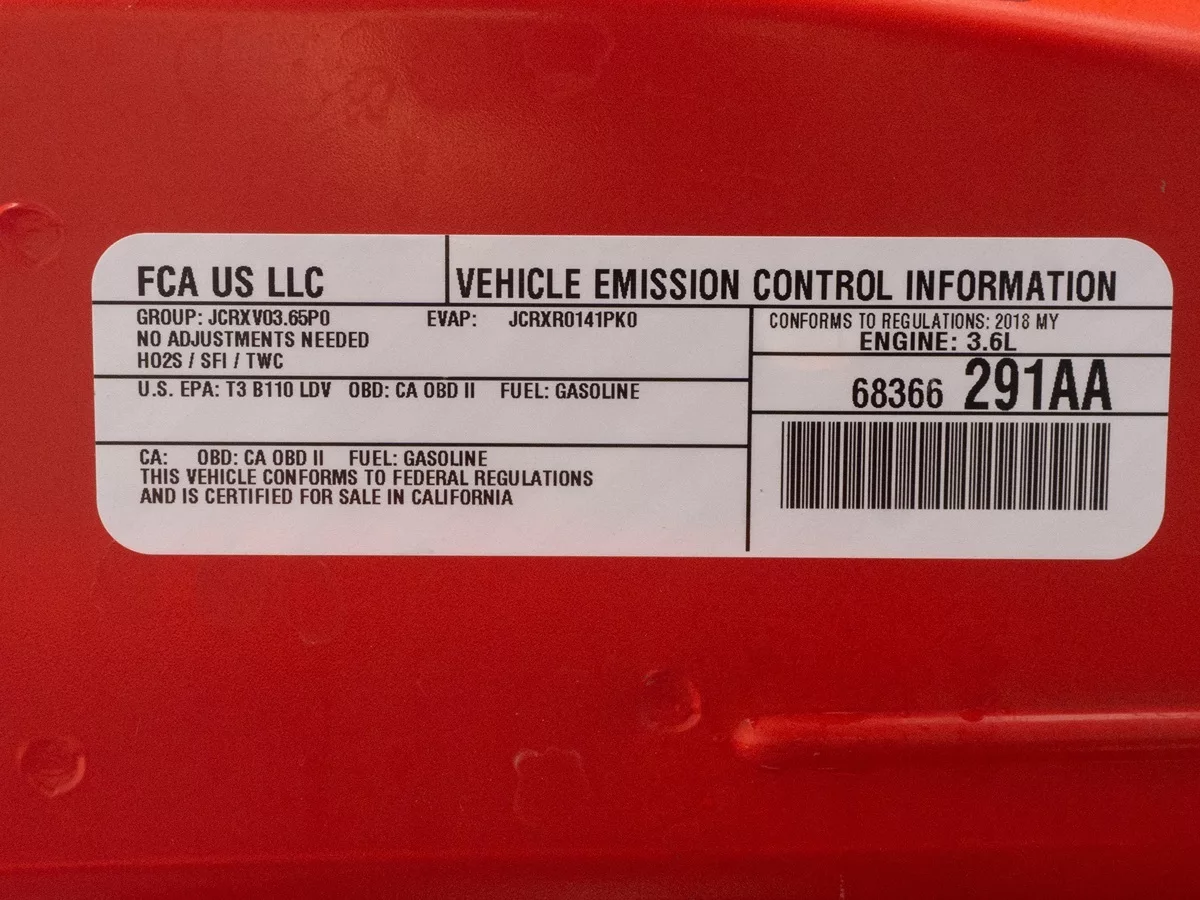 FCA US LLC
VEHICLE EMISSION CONTROL INFORMATION
GROUP: JCRXV03.65P0 EVAP: JCRXR0141PK0
NO ADJUSTMENTS NEEDED
HO2S / SFI / TWC
U.S. EPA: T3 B110 LDV OBD: CA OBD II FUEL: GASOLINE
CA: OBD: CA OBD II FUEL: GASOLINE
THIS VEHICLE CONFORMS TO FEDERAL REGULATIONS
AND IS CERTIFIED FOR SALE IN CALIFORNIA
CONFORMS TO REGULATIONS: 2018 MY
ENGINE: 3.6L
68366 291AA